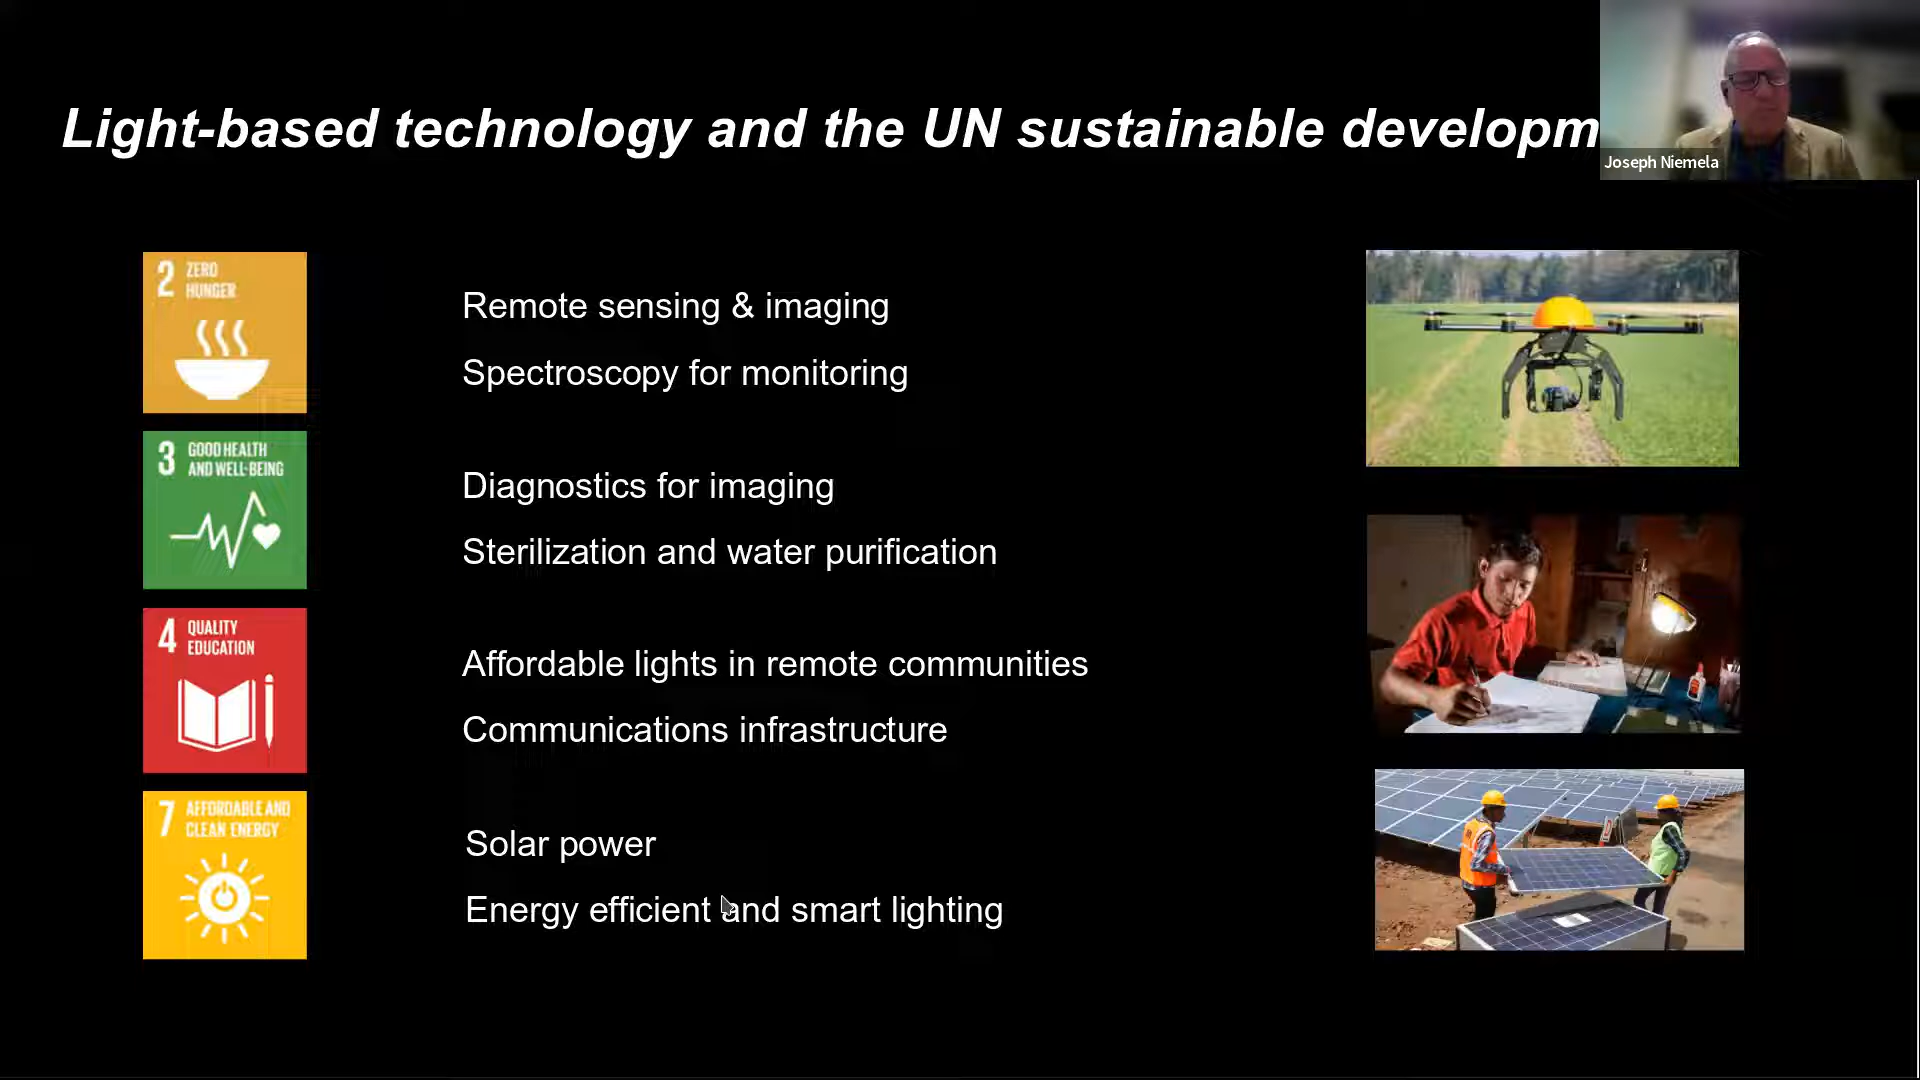 Light-based technology and the UN sustainable developm
Joseph Niemela
2 ZERO
HUNGER
Remote sensing & imaging
Spectroscopy for monitoring
3 GOOD HEALTH
AND WELL-BEING
Diagnostics for imaging
Sterilization and water purification
4 QUALITY
EDUCATION
Affordable lights in remote communities
Communications infrastructure
7 AFFORDABLE AND
CLEAN ENERGY
Solar power
Energy efficient and smart lighting